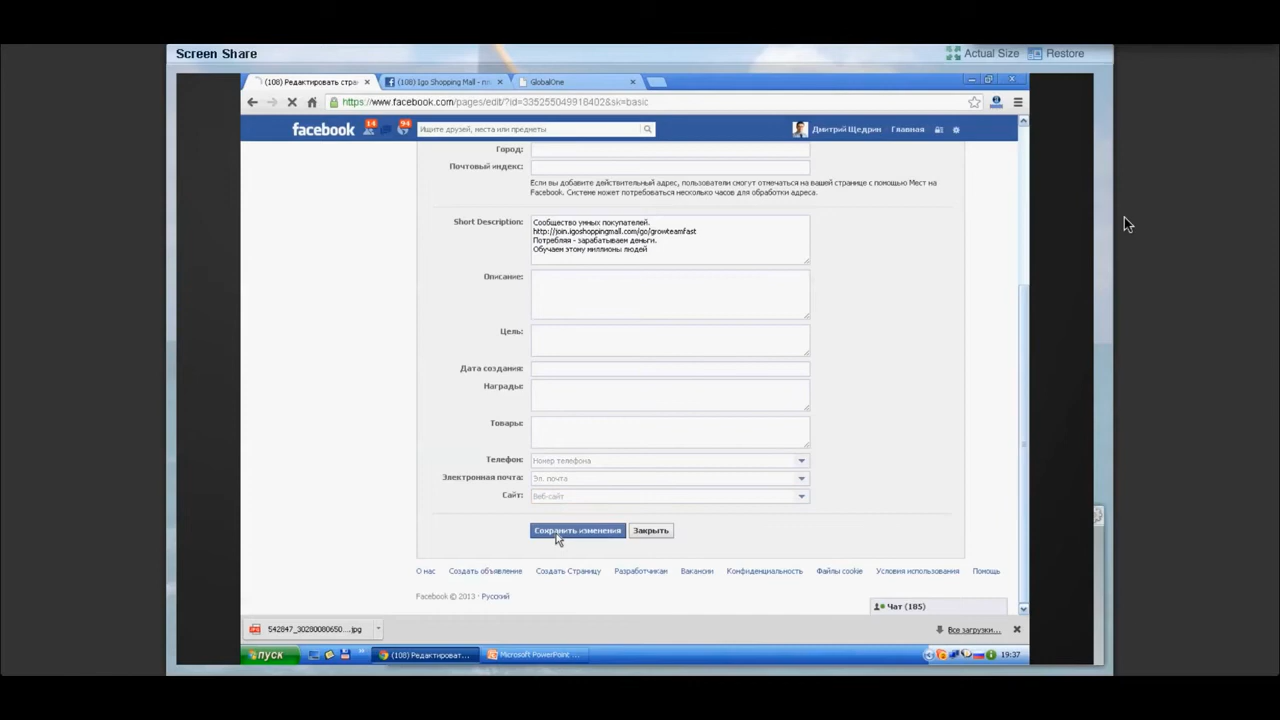 Screen Share
Actual Size
Restore
(108) Редактировать стра
(108) Igo Shopping Mall - пл
GlobalOne
https://www.facebook.com/pages/edit/?id=335255049918402&sk=basic
facebook
14
94
Ищите друзей, места или предметы
Дмитрий Щедрин
Главная
Город:
Почтовый индекс:
Если вы добавите действительный адрес, пользователи смогут отмечаться на вашей странице с помощью Мест на
Facebook. Системе может потребоваться несколько часов для обработки адреса.
Short Description:
Сообщество умных покупателей.
http://join.igoshoppingmall.com/go/growteamfast
Потребляя - зарабатываем деньги.
Обучаем этому миллионы людей
Описание:
Цель:
Дата создания:
Награды:
Товары:
Телефон:
Номер телефона
Электронная почта:
Эл. почта
Сайт:
Веб-сайт
Сохранить изменения
Закрыть
О нас
Создать объявление
Создать Страницу
Разработчикам
Вакансии
Конфиденциальность
Файлы cookie
Условия использования
Помощь
Facebook © 2013 · Русский
Чат (185)
542847_30280080650....jpg
Все загрузки...
пуск
(108) Редактироват...
Microsoft PowerPoint ...
19:37